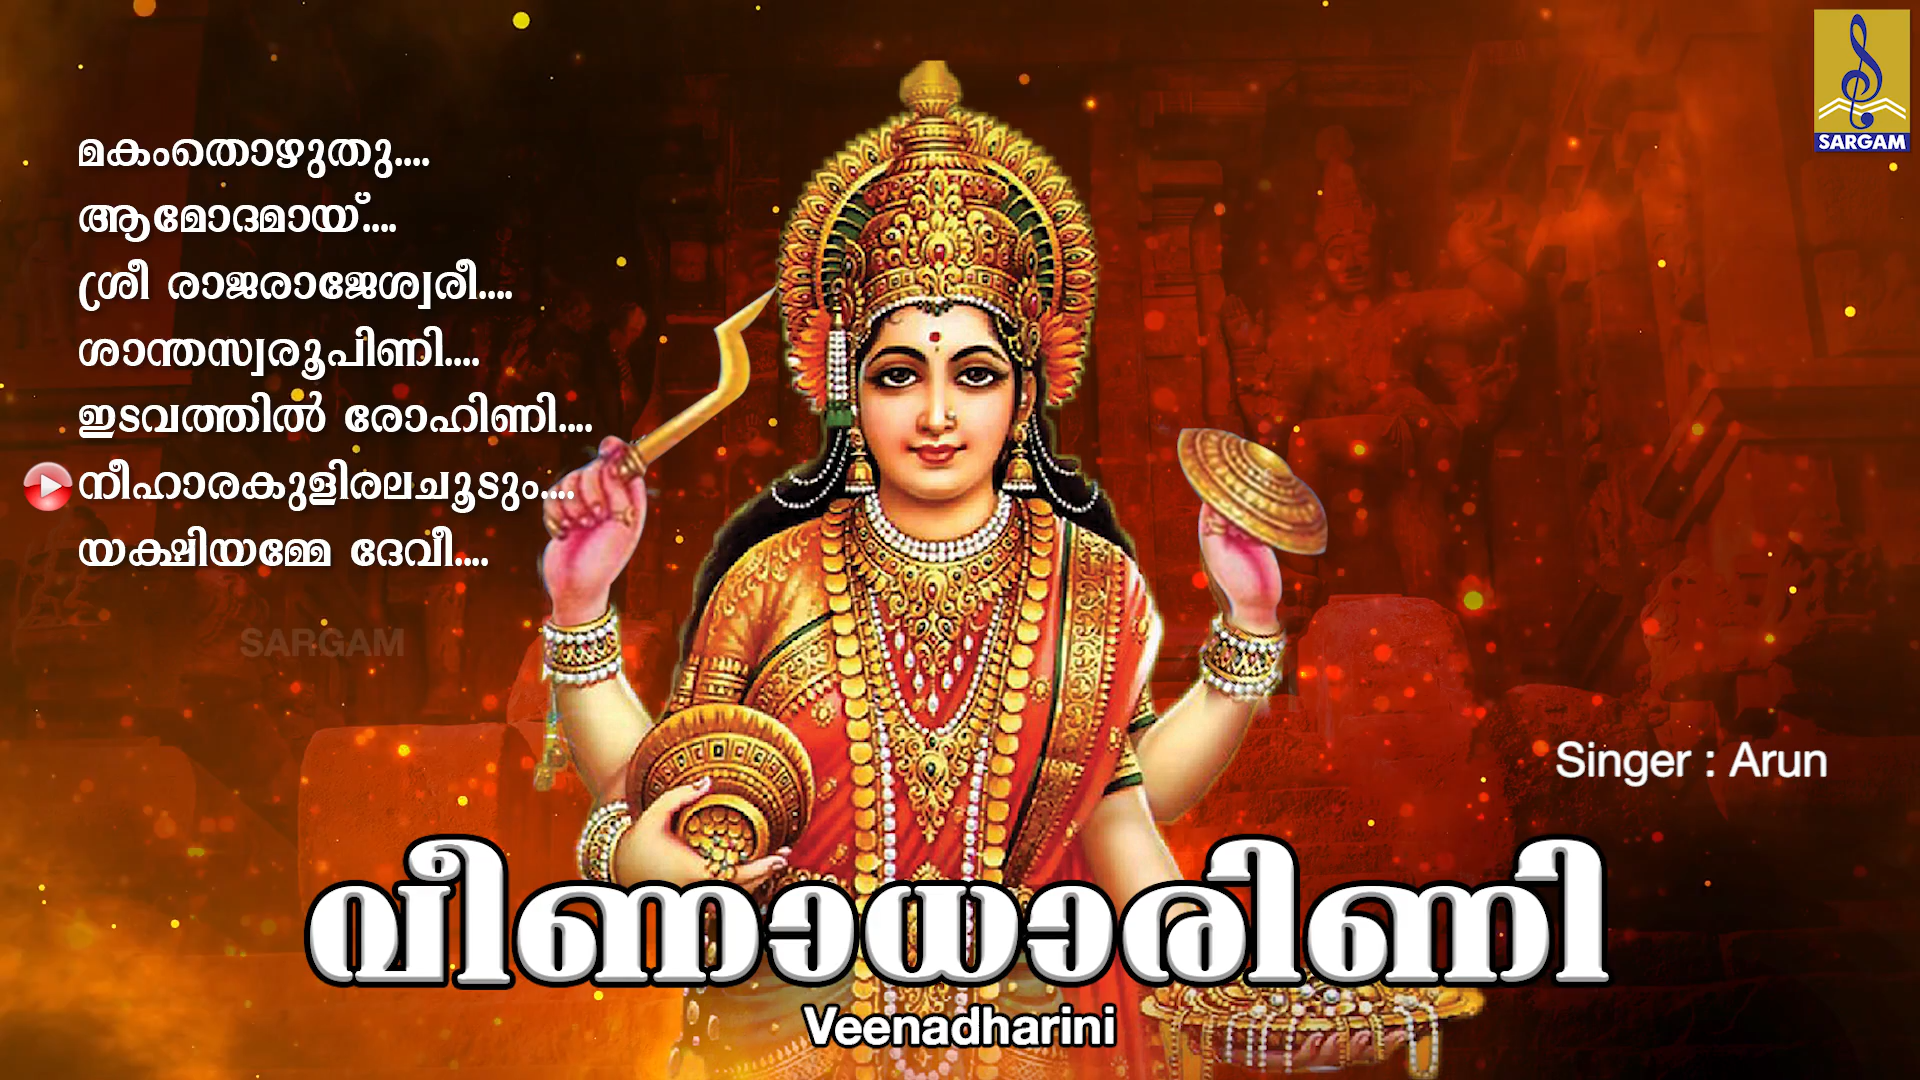 SARGAM
മകംതൊഴുതു....
ആമോദമായ്....
ശ്രീ രാജരാജേശ്വരീ....
ശാന്തസ്വരൂപിണി....
ഇടവത്തിൽ രോഹിണി....
നീഹാരകുളിരലചൂടും....
യക്ഷിയമ്മേ ദേവീ....
SARGAM
Singer : Arun
വീണാധാരിണി
Veenadharini